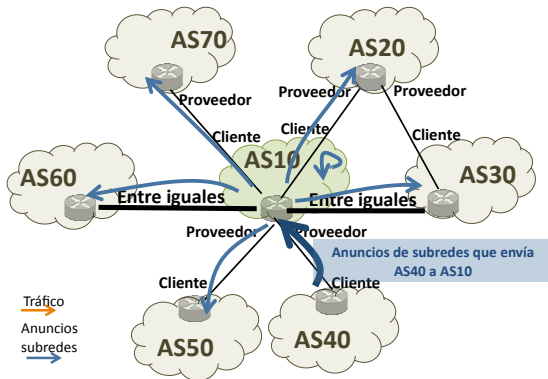 AS70
AS20
Proveedor
Proveedor
Proveedor
Cliente
Cliente
Cliente
AS10
AS60
AS30
Entre iguales
Entre iguales
Proveedor
Proveedor
Anuncios de subredes que envía
AS40 a AS10
Cliente
Cliente
Tráfico
Anuncios
subredes
AS50
AS40